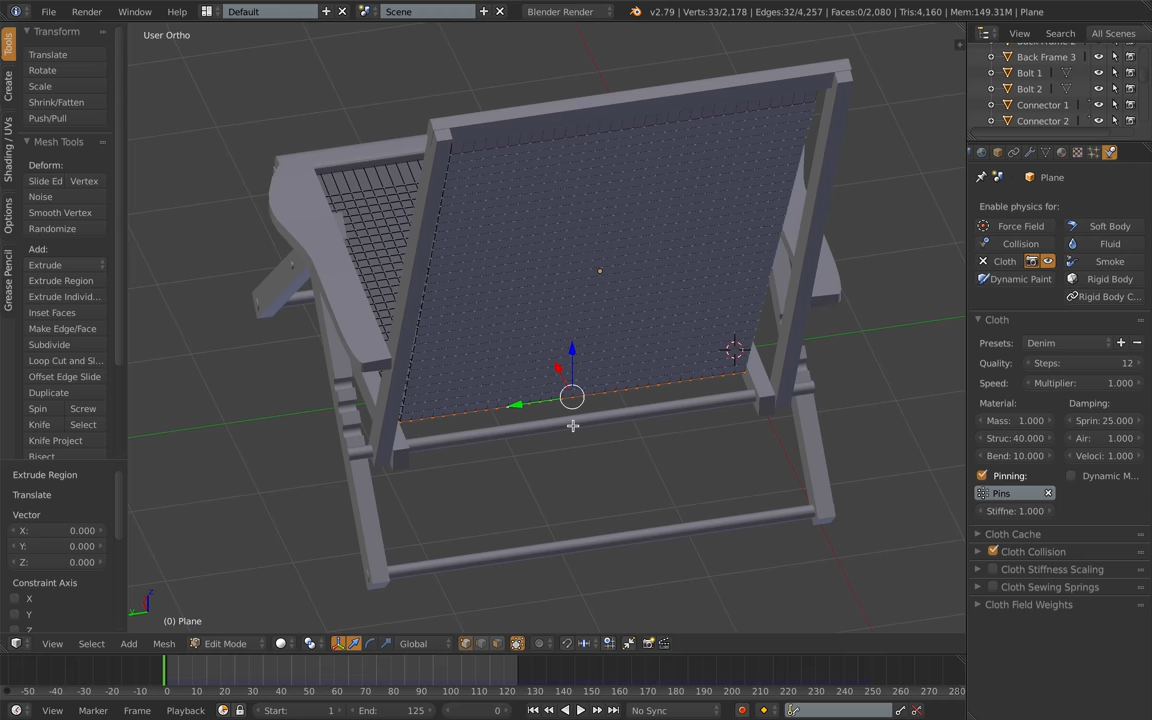 File Render Window Help Default Scene Blender Render v2.79 | Verts:33/2,178 | Edges:32/4,257 | Faces:0/2,080 | Tris:4,160 | Mem:149.31M | Plane
Tools
Create
Shading / UVs
Options
Grease Pencil
Transform
Translate
Rotate
Scale
Shrink/Fatten
Push/Pull
Mesh Tools
Deform:
Slide Ed Vertex
Noise
Smooth Vertex
Randomize
Add:
Extrude
Extrude Region
Extrude Individ...
Inset Faces
Make Edge/Face
Subdivide
Loop Cut and Sl...
Offset Edge Slide
Duplicate
Spin Screw
Knife Select
Knife Project
Bisect
Extrude Region
Translate
Vector
X: 0.000
Y: 0.000
Z: 0.000
Constraint Axis
X
Y
User Ortho
(0) Plane
View Select Add Mesh Edit Mode Global
View Search All Scenes
Back Frame 3
Bolt 1
Bolt 2
Connector 1
Connector 2
Plane
Enable physics for:
Force Field Soft Body
Collision Fluid
Cloth Smoke
Dynamic Paint Rigid Body
Rigid Body C...
Cloth
Presets: Denim
Quality: Steps: 12
Speed: Multiplier: 1.000
Material: Damping:
Mass: 1.000 Sprin: 25.000
Struc: 40.000 Air: 1.000
Bend: 10.000 Veloci: 1.000
Pinning: Dynamic M...
Pins
Stiffne: 1.000
Cloth Cache
Cloth Collision
Cloth Stiffness Scaling
Cloth Sewing Springs
Cloth Field Weights
-50 -40 -30 -20 -10 0 10 20 30 40 50 60 70 80 90 100 110 120 130 140 150 160 170 180 190 200 210 220 230 240 250 260 270 280
View Marker Frame Playback Start: 1 End: 125 0 No Sync